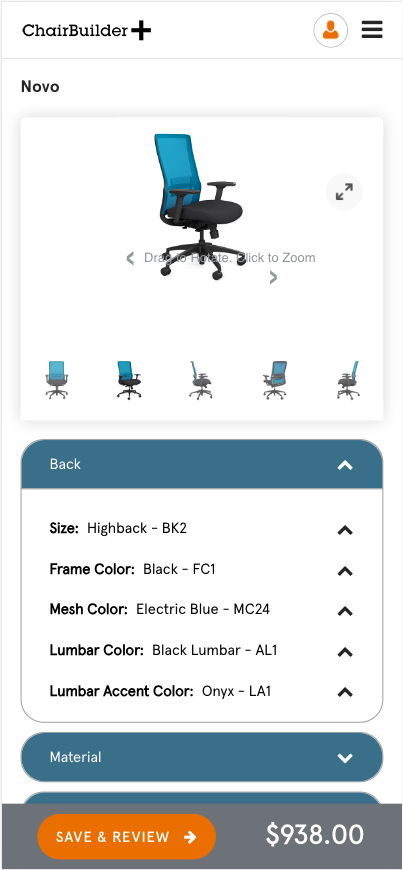 ChairBuilder
Novo
Drag to Rotate. Click to Zoom
Back
Size: Highback - BK2
Frame Color: Black - FC1
Mesh Color: Electric Blue - MC24
Lumbar Color: Black Lumbar - AL1
Lumbar Accent Color: Onyx - LA1
Material
SAVE & REVIEW
$938.00